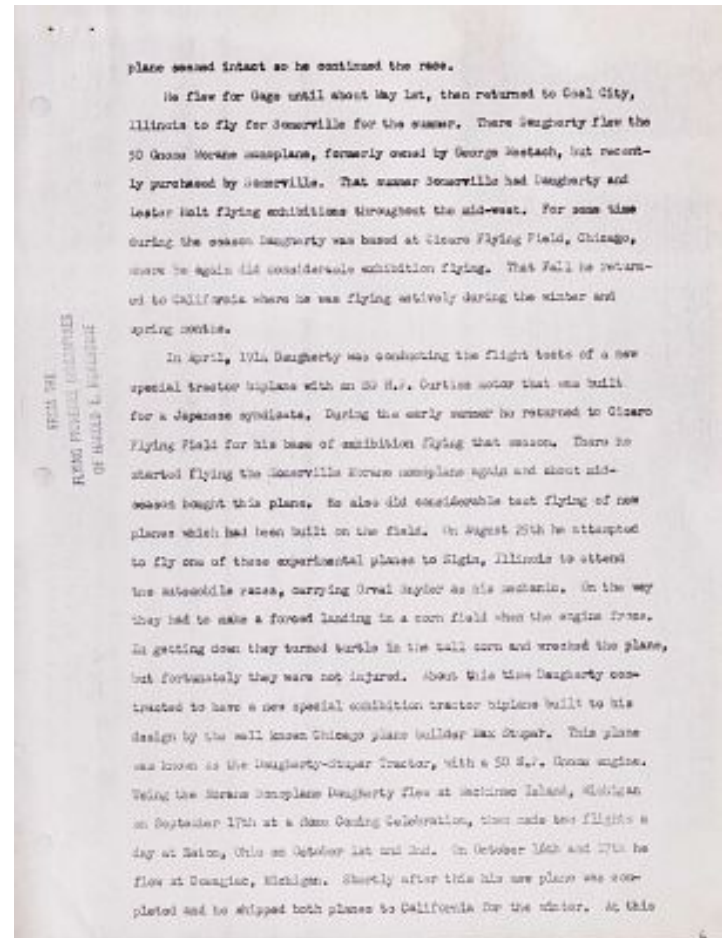 plane seemed intact so he continued the race.
He flew for Gage until about May 1st, then returned to Coal City,
Illinois to fly for Somerville for the summer. There Daugherty flew the
50 Gnome Morane monoplane, formerly owned by George Mestach, but recent-
ly purchased by Somerville. That summer Somerville had Daugherty and
Lester Holt flying exhibitions throughout the mid-west. For some time
during the season Daugherty was based at Cicero Flying Field, Chicago,
where he again did considerable exhibition flying. That Fall he return-
ed to California where he was flying actively during the winter and
spring months.
In April, 1914 Daugherty was conducting the flight tests of a new
special tractor biplane with an 80 H.P. Curtiss motor that was built
for a Japanese syndicate. During the early summer he returned to Cicero
Flying Field for his base of exhibition flying that season. There he
started flying the Somerville Morane monoplane again and about mid-
season bought this plane. He also did considerable test flying of new
planes which had been built on the field. On August 25th he attempted
to fly one of these experimental planes to Elgin, Illinois to attend
the automobile races, carrying Orval Snyder as his mechanic. On the way
they had to make a forced landing in a corn field when the engine froze.
In getting down they turned turtle in the tall corn and wrecked the plane,
but fortunately they were not injured. About this time Daugherty con-
tracted to have a new special exhibition tractor biplane built to his
design by the well known Chicago plane builder Max Stupar. This plane
was known as the Daugherty-Stupar Tractor, with a 50 H.P. Gnome engine.
Using the Morane monoplane Daugherty flew at Mackinac Island, Michigan
on September 17th at a Home Coming Celebration, then made two flights a
day at Eaton, Ohio on October 1st and 2nd. On October 16th and 17th he
flew at Dowagiac, Michigan. Shortly after this his new plane was com-
pleted and he shipped both planes to California for the winter. At this
FROM THE
FLYING PIONEERS BIOGRAPHIES
OF HAROLD E. MOREHOUSE